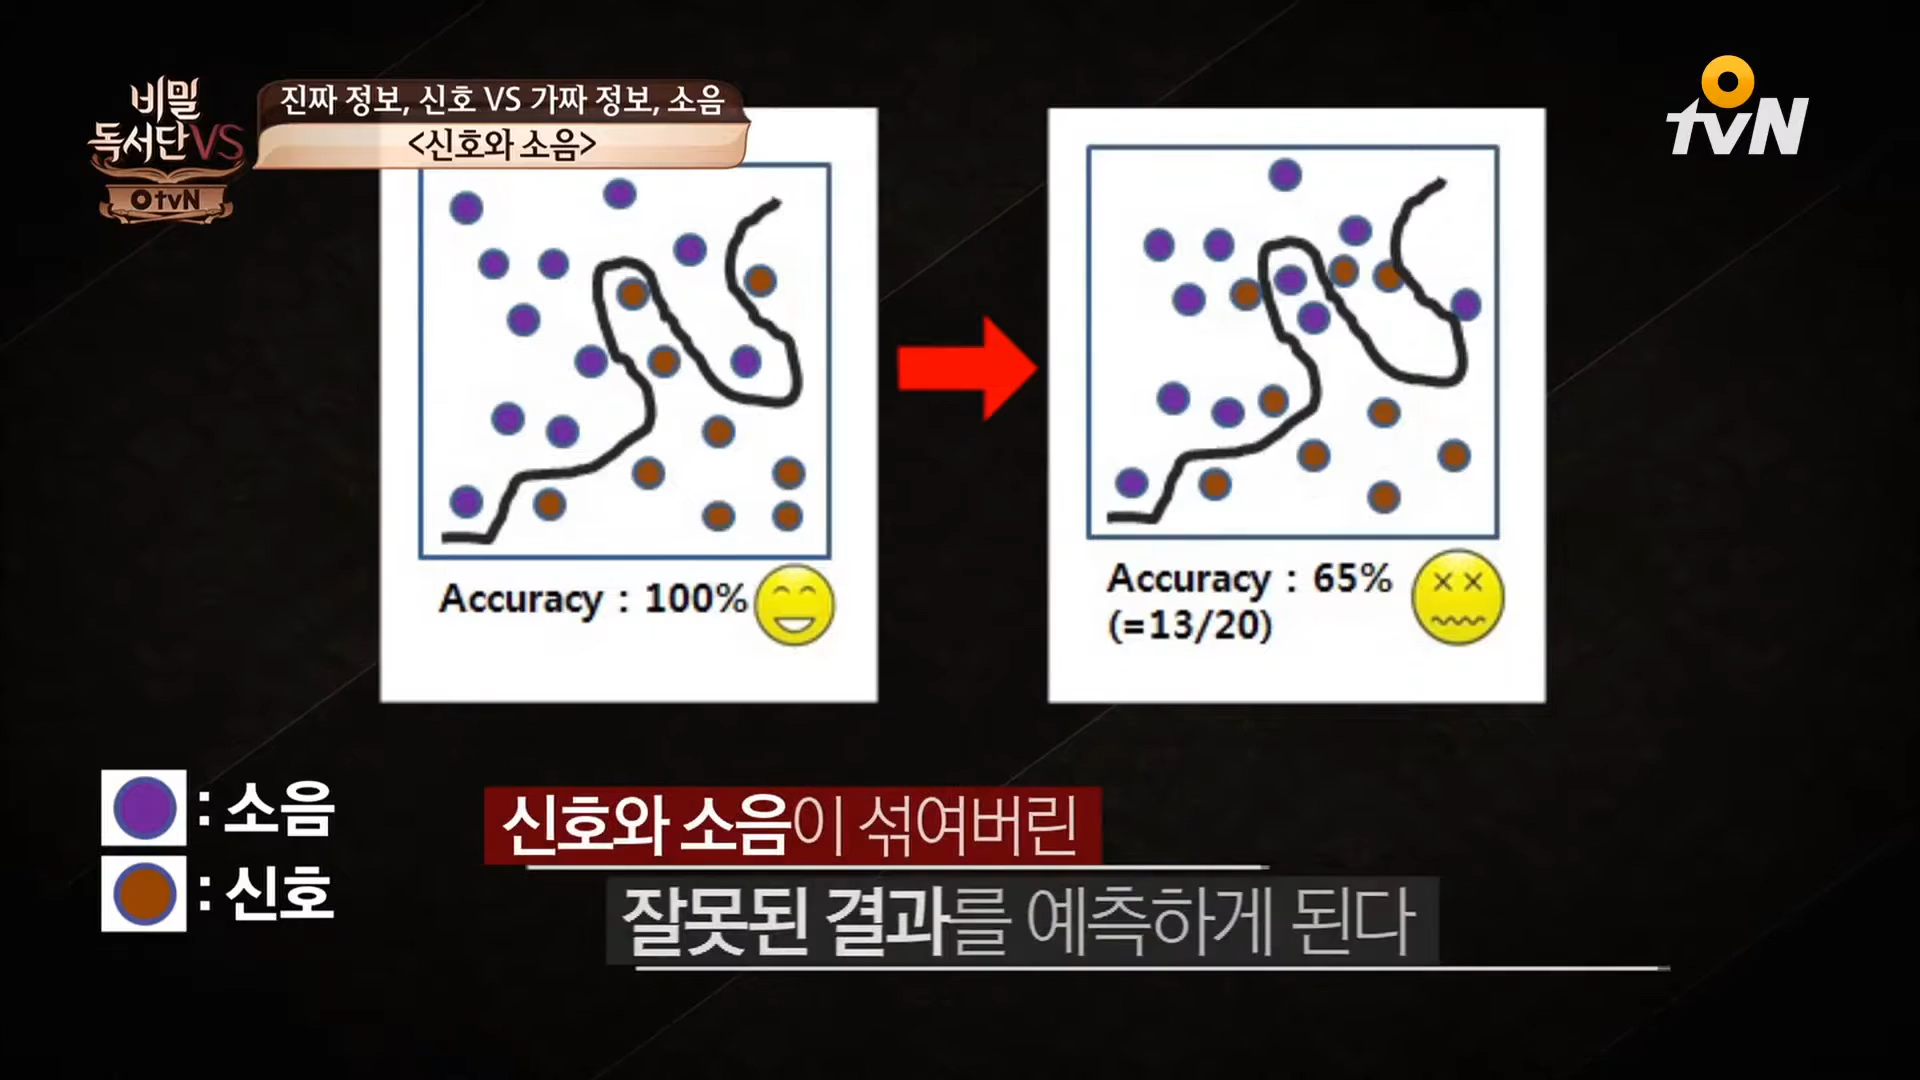 비밀
독서단VS
OtvN
진짜 정보, 신호 VS 가짜 정보, 소음
<신호와 소음>
O
tvN
Accuracy : 100%
Accuracy : 65%
(=13/20)
: 소음
: 신호
신호와 소음이 섞여버린
잘못된 결과를 예측하게 된다